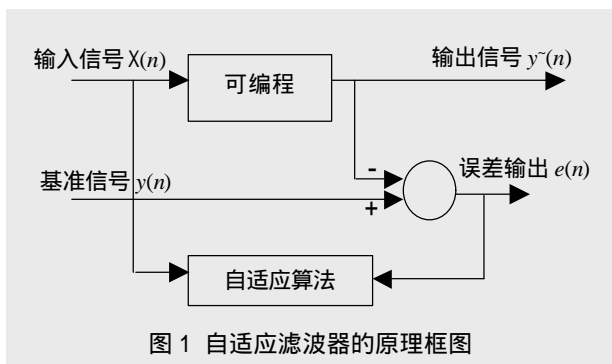 输入信号 X(n)
输出信号 y~(n)
可编程
-
误差输出 e(n)
基准信号 y(n)
+
自适应算法
图 1 自适应滤波器的原理框图